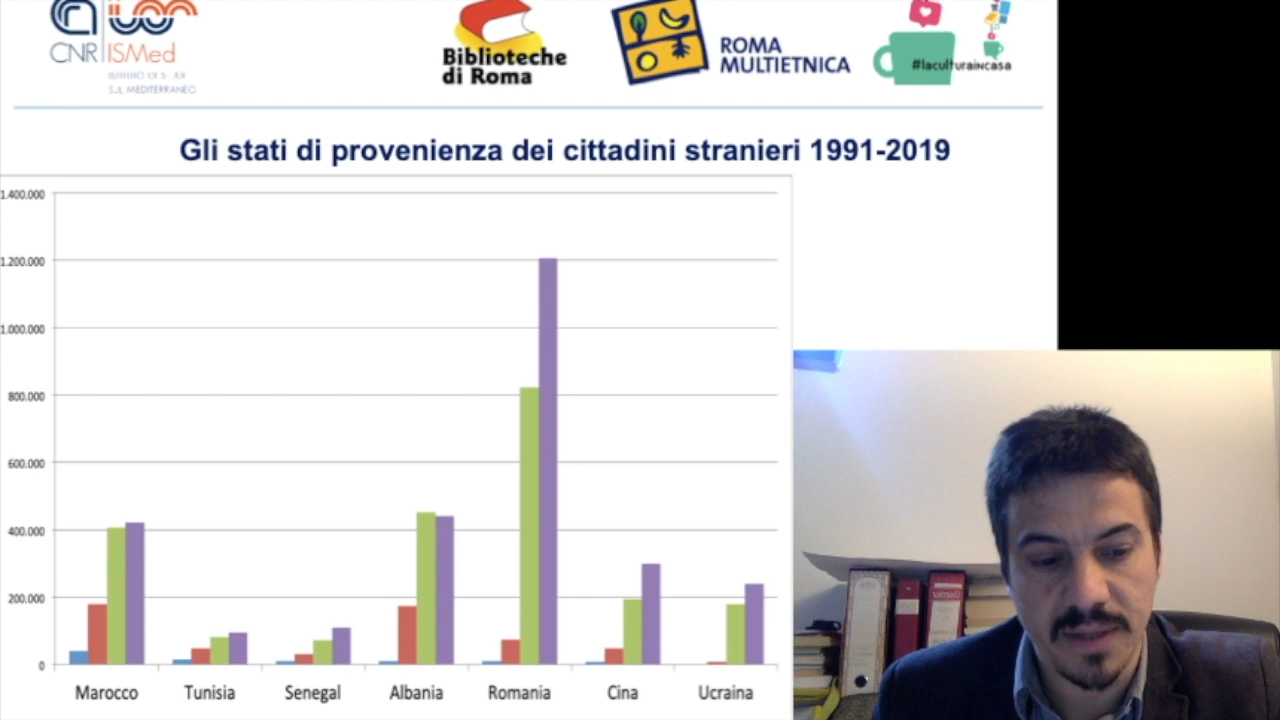 CNR ISMed
SUL MEDITERRANEO
Biblioteche
di Roma
ROMA
MULTIETNICA
#laculturaincasa
Gli stati di provenienza dei cittadini stranieri 1991-2019
1.400.000
1.200.000
1.000.000
800.000
600.000
400.000
200.000
0
Marocco Tunisia Senegal Albania Romania Cina Ucraina